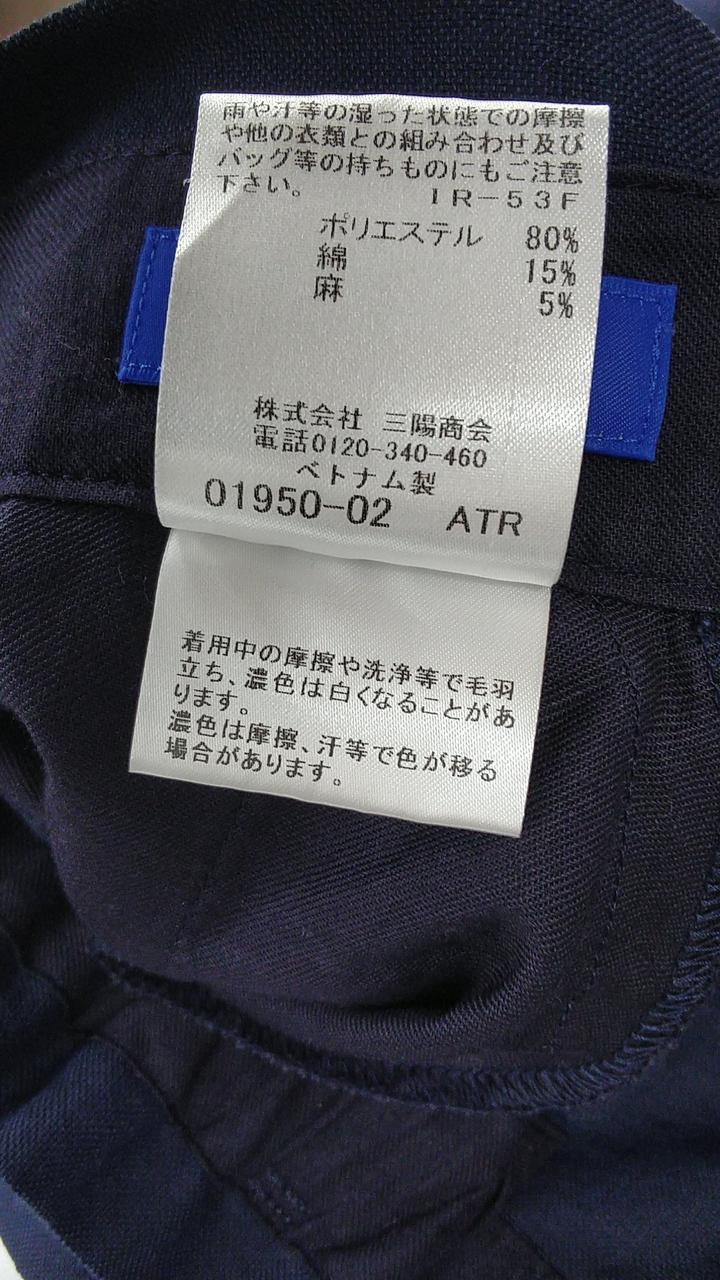 雨や汗等の湿った状態での摩擦
や他の衣類との組み合わせ及び
バッグ等の持ちものにもご注意
下さい。 IR-53F
ポリエステル 80%
綿 15%
麻 5%
株式会社 三陽商会
電話0120-340-460
ベトナム製
01950-02 ATR
着用中の摩擦や洗浄等で毛羽
立ち、濃色は白くなることがあ
ります。
濃色は摩擦、汗等で色が移る
場合があります。